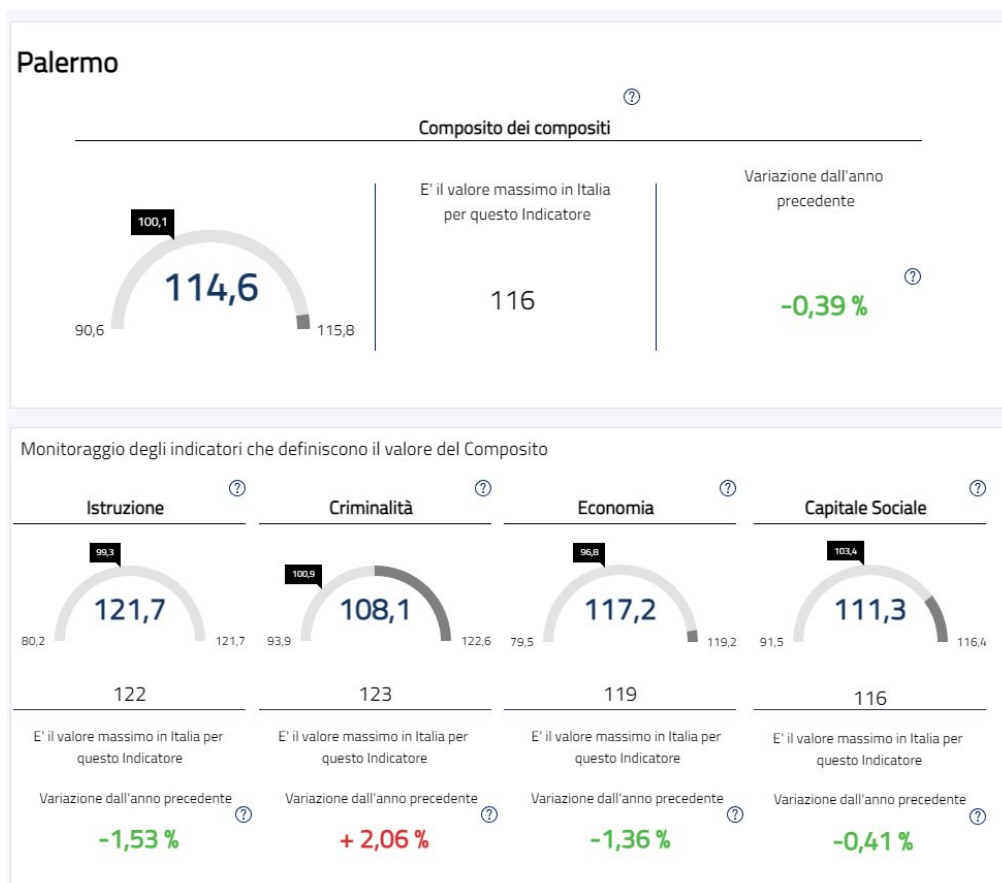 Palermo
?
Composito dei compositi
100,1
114,6
90,6
115,8
E' il valore massimo in Italia
per questo Indicatore
116
Variazione dall'anno
precedente
?
-0,39 %
Monitoraggio degli indicatori che definiscono il valore del Composito
?
Istruzione
99,3
121,7
80,2
121,7
122
E' il valore massimo in Italia per
questo Indicatore
Variazione dall'anno precedente
?
-1,53 %
?
Criminalità
100,9
108,1
93,9
122,6
123
E' il valore massimo in Italia per
questo Indicatore
Variazione dall'anno precedente
?
+ 2,06 %
?
Economia
96,8
117,2
79,5
119,2
119
E' il valore massimo in Italia per
questo Indicatore
Variazione dall'anno precedente
?
-1,36 %
?
Capitale Sociale
103,4
111,3
91,5
116,4
116
E' il valore massimo in Italia per
questo Indicatore
Variazione dall'anno precedente
?
-0,41 %